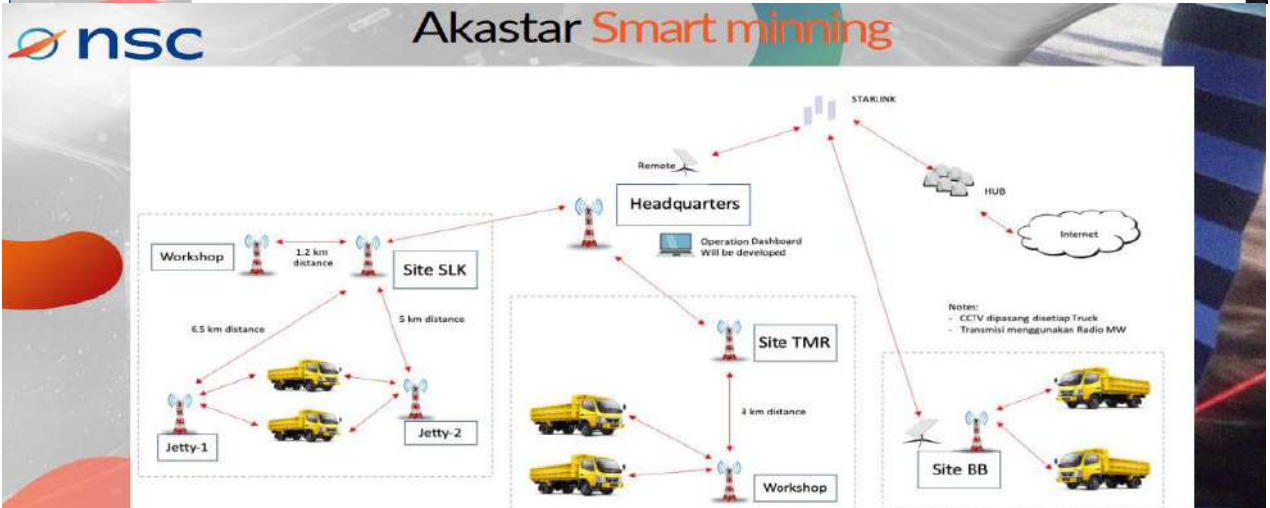 nsc
Akastar Smart minning
STARLINK
Remote
HUB
Headquarters
Internet
Operation Dashboard
Will be developed
Workshop
1.2 km
distance
Site SLK
6.5 km distance
5 km distance
Jetty-1
Jetty-2
Site TMR
3 km distance
Workshop
Notes:
- CCTV dipasang disetiap Truck
- Transmisi menggunakan Radio MW
Site BB